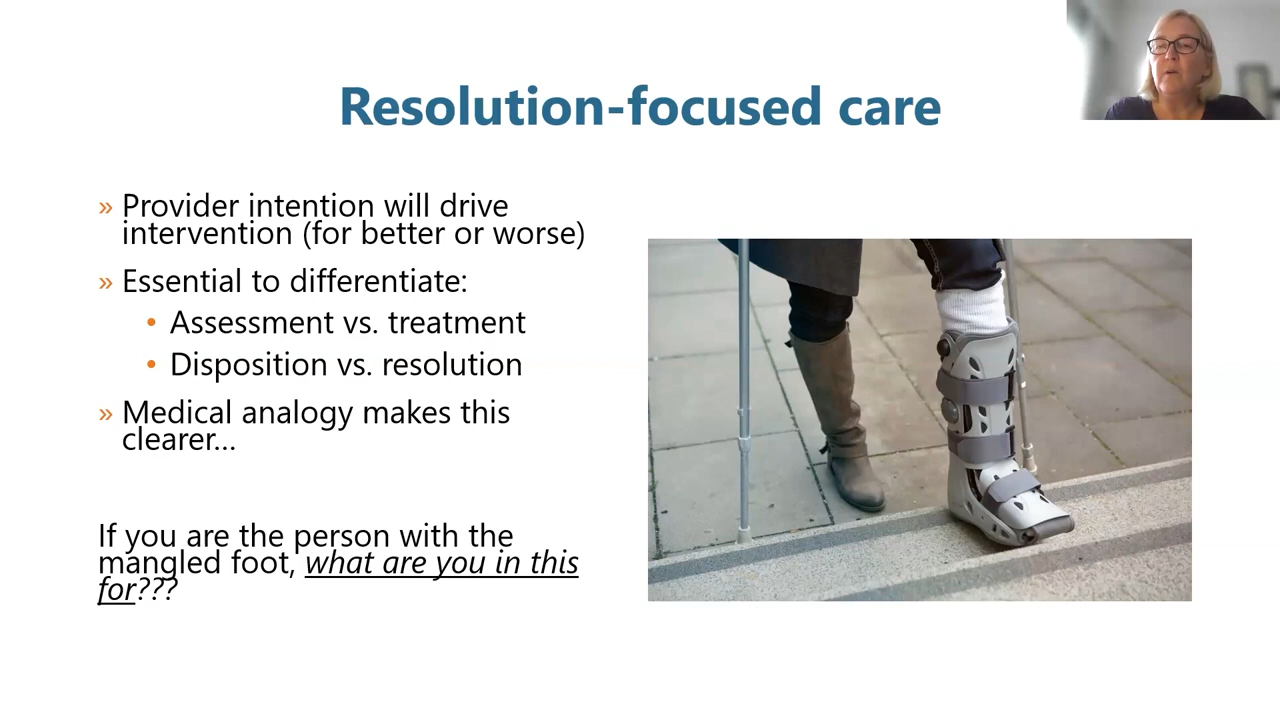 Resolution-focused care
» Provider intention will drive
intervention (for better or worse)
» Essential to differentiate:
• Assessment vs. treatment
• Disposition vs. resolution
» Medical analogy makes this
clearer...
If you are the person with the
mangled foot, what are you in this
for???